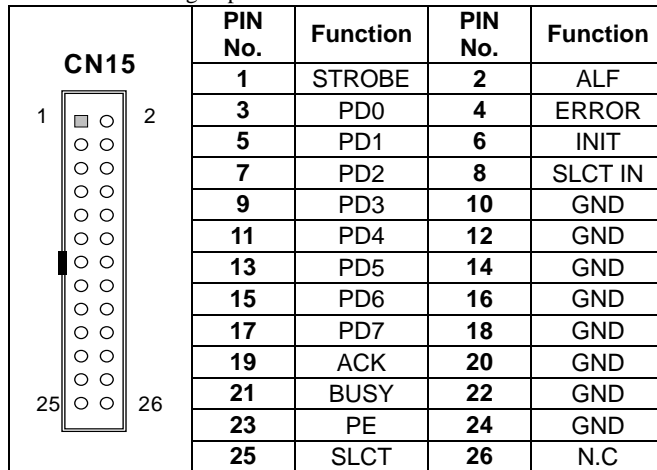 CN15
1 2
25 26
PIN No. Function PIN No. Function
1 STROBE 2 ALF
3 PD0 4 ERROR
5 PD1 6 INIT
7 PD2 8 SLCT IN
9 PD3 10 GND
11 PD4 12 GND
13 PD5 14 GND
15 PD6 16 GND
17 PD7 18 GND
19 ACK 20 GND
21 BUSY 22 GND
23 PE 24 GND
25 SLCT 26 N.C